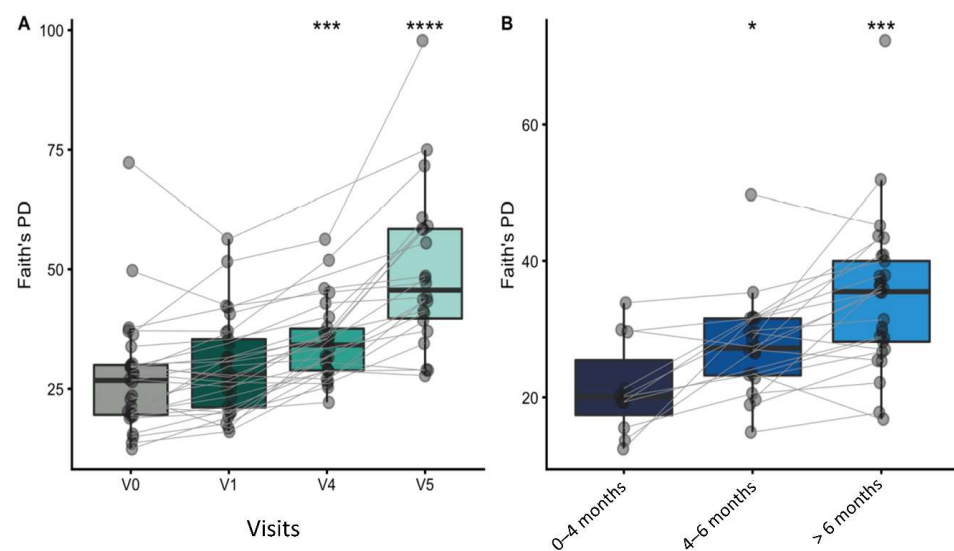 A
B
*** ****
* ***
100
75
50
25
Faith's PD
V0 V1 V4 V5
Visits
60
40
20
Faith's PD
0–4 months
4–6 months
> 6 months